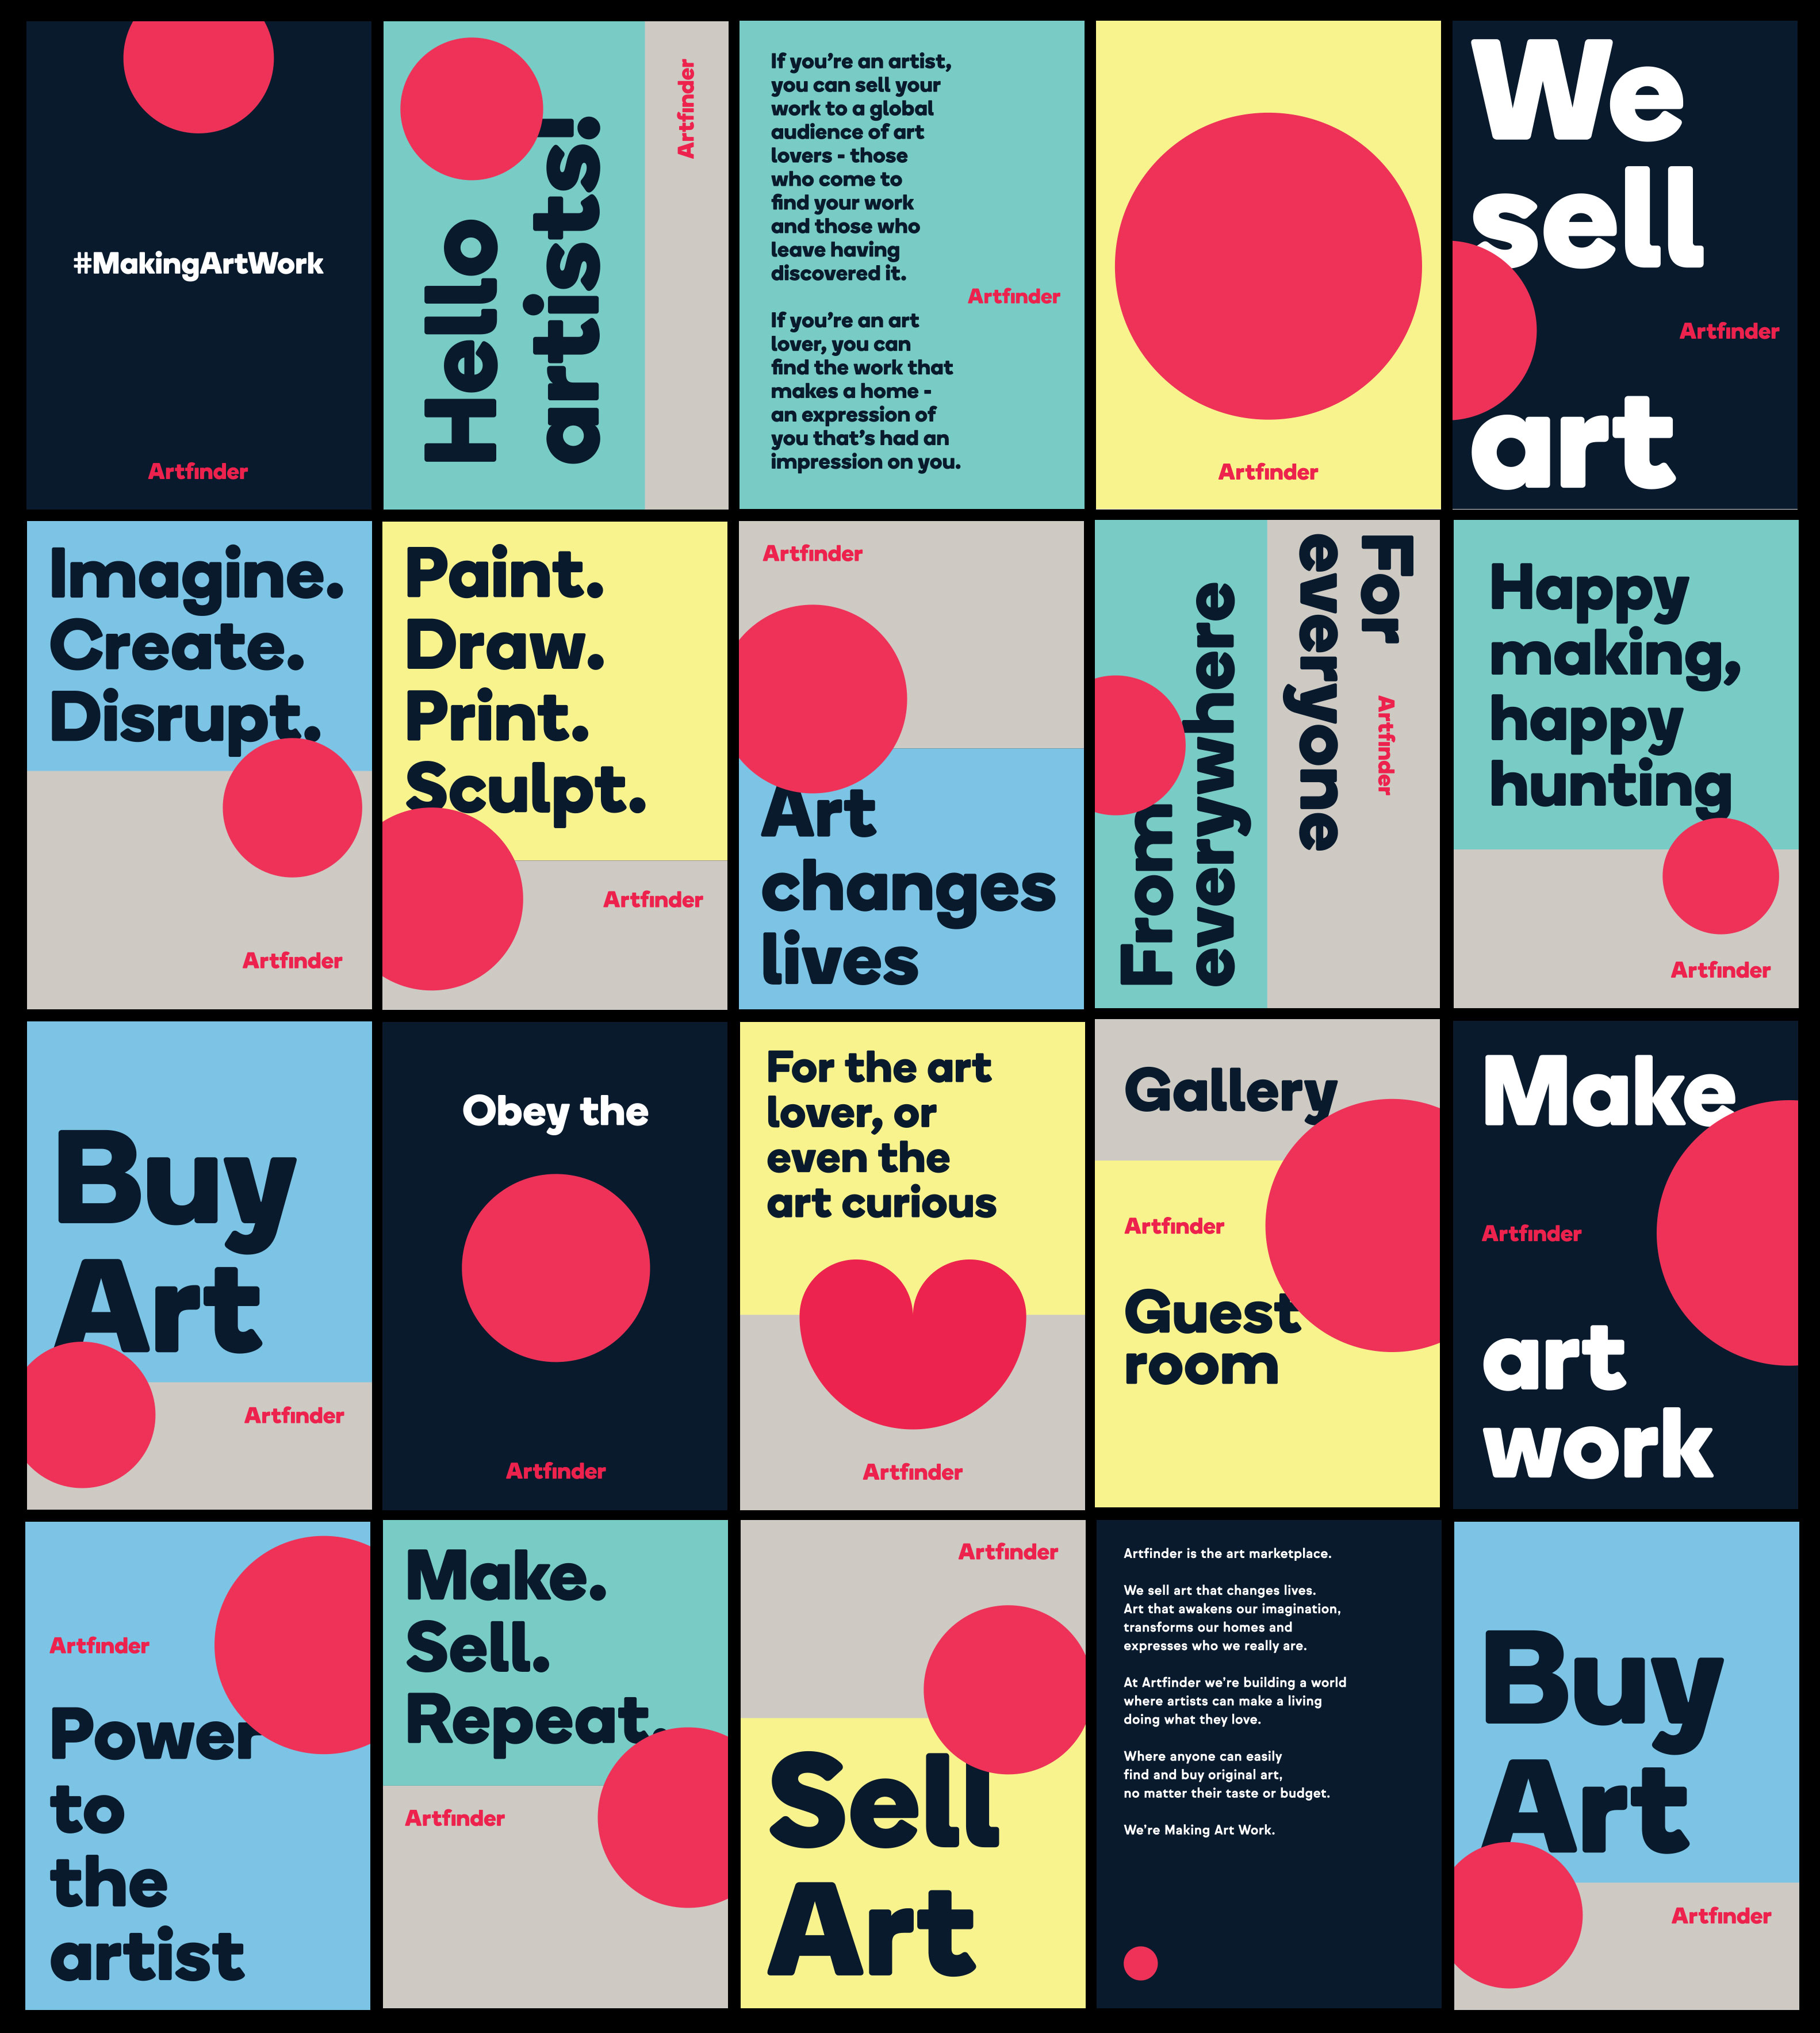 #MakingArtWork
Artfinder
Hello
artists!
Artfinder
If you’re an artist,
you can sell your
work to a global
audience of art
lovers - those
who come to
find your work
and those who
leave having
discovered it.
Artfinder
If you’re an art
lover, you can
find the work that
makes a home -
an expression of
you that’s had an
impression on you.
Artfinder
We
sell
Artfinder
art
Imagine.
Create.
Disrupt.
Artfinder
Paint.
Draw.
Print.
Sculpt.
Artfinder
Artfinder
Art
changes
lives
From
everywhere
For
everyone
Artfinder
Happy
making,
happy
hunting
Artfinder
Buy
Art
Artfinder
Obey the
Artfinder
For the art
lover, or
even the
art curious
Artfinder
Gallery
Artfinder
Guest
room
Make
Artfinder
art
work
Artfinder
Power
to
the
artist
Make.
Sell.
Repeat.
Artfinder
Artfinder
Sell
Art
Artfinder is the art marketplace.
We sell art that changes lives.
Art that awakens our imagination,
transforms our homes and
expresses who we really are.
At Artfinder we’re building a world
where artists can make a living
doing what they love.
Where anyone can easily
find and buy original art,
no matter their taste or budget.
We’re Making Art Work.
Buy
Art
Artfinder